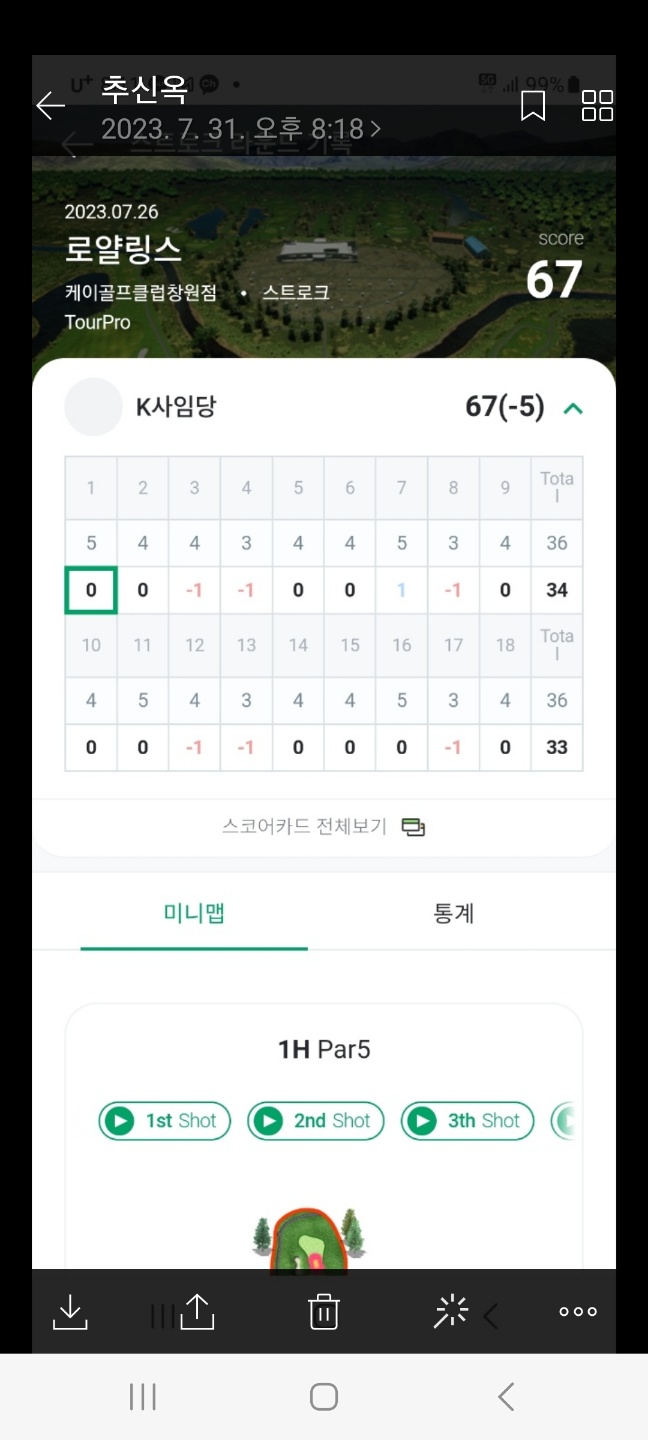 U+ 99%
추신옥
2023. 7. 31. 오후 8:18
스트로크 라운드 기록
2023.07.26
로얄링스
score
67
케이골프클럽창원점 • 스트로크
TourPro
K사임당 67(-5)
1 2 3 4 5 6 7 8 9 Total
5 4 4 3 4 4 5 3 4 36
0 0 -1 -1 0 0 1 -1 0 34
10 11 12 13 14 15 16 17 18 Total
4 5 4 3 4 4 5 3 4 36
0 0 -1 -1 0 0 0 -1 0 33
스코어카드 전체보기
미니맵 통계
1H Par5
1st Shot 2nd Shot 3th Shot